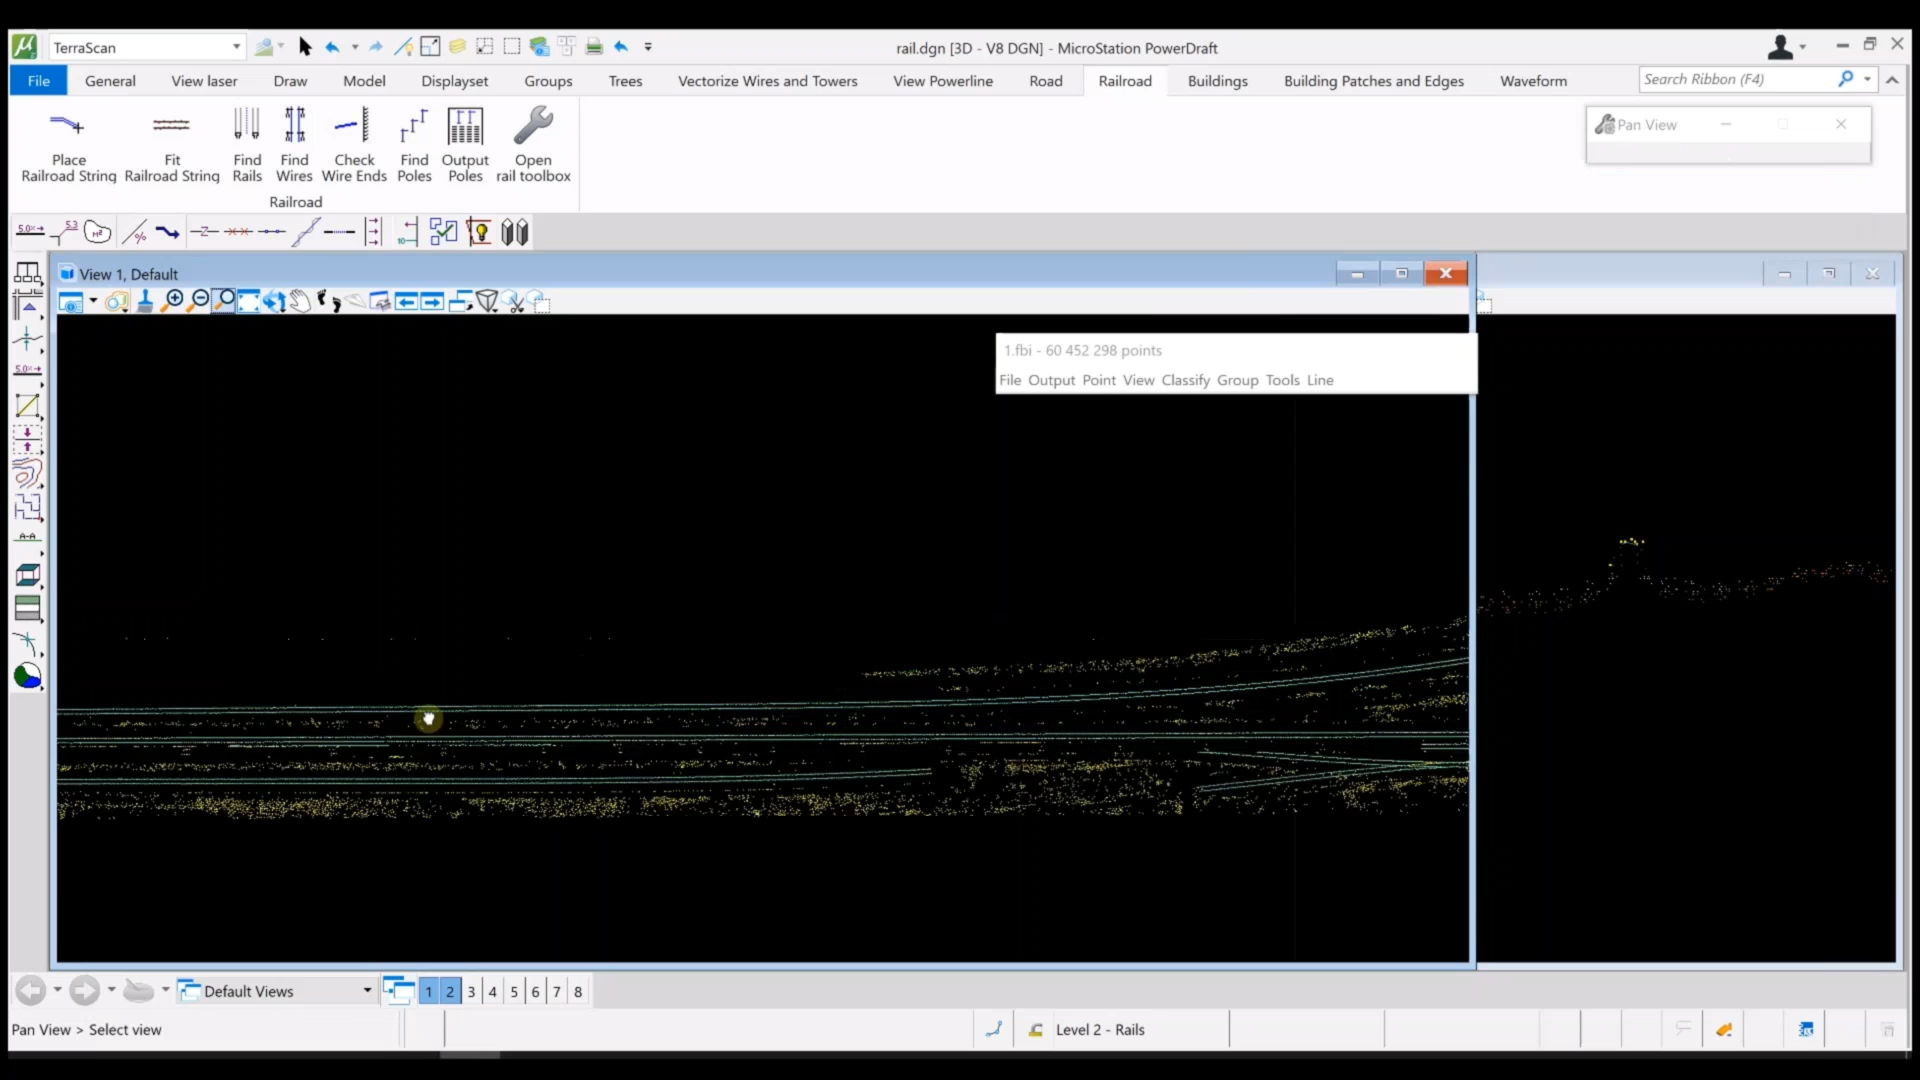 TerraScan
rail.dgn [3D - V8 DGN] - MicroStation PowerDraft
File General View laser Draw Model Displayset Groups Trees Vectorize Wires and Towers View Powerline Road Railroad Buildings Building Patches and Edges Waveform
Search Ribbon (F4)
Pan View
Place Railroad String
Fit Railroad String
Find Rails
Find Wires
Check Wire Ends
Find Poles
Output Poles
Open rail toolbox
Railroad
View 1, Default
1.fbi - 60 452 298 points
File Output Point View Classify Group Tools Line
Default Views
1 2 3 4 5 6 7 8
Pan View > Select view
Level 2 - Rails